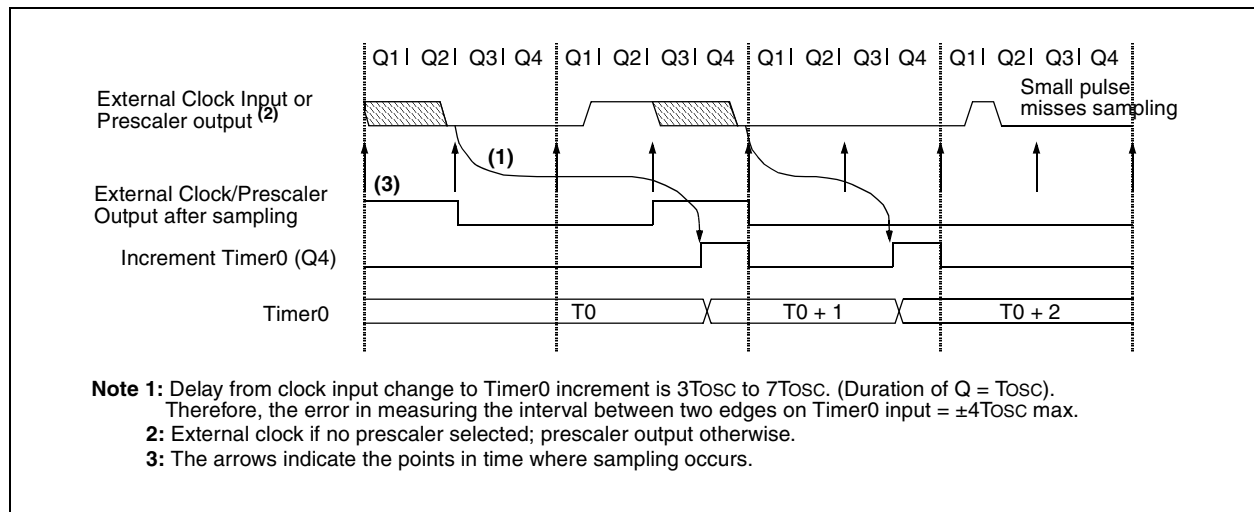 Q1 | Q2 | Q3 | Q4 Q1 | Q2 | Q3 | Q4 Q1 | Q2 | Q3 | Q4 Q1 | Q2 | Q3 | Q4
External Clock Input or
Prescaler output (2)
Small pulse
misses sampling
(1)
(3)
External Clock/Prescaler
Output after sampling
Increment Timer0 (Q4)
Timer0 T0 T0 + 1 T0 + 2
Note 1: Delay from clock input change to Timer0 increment is 3TOSC to 7TOSC. (Duration of Q = TOSC).
Therefore, the error in measuring the interval between two edges on Timer0 input = ±4TOSC max.
2: External clock if no prescaler selected; prescaler output otherwise.
3: The arrows indicate the points in time where sampling occurs.